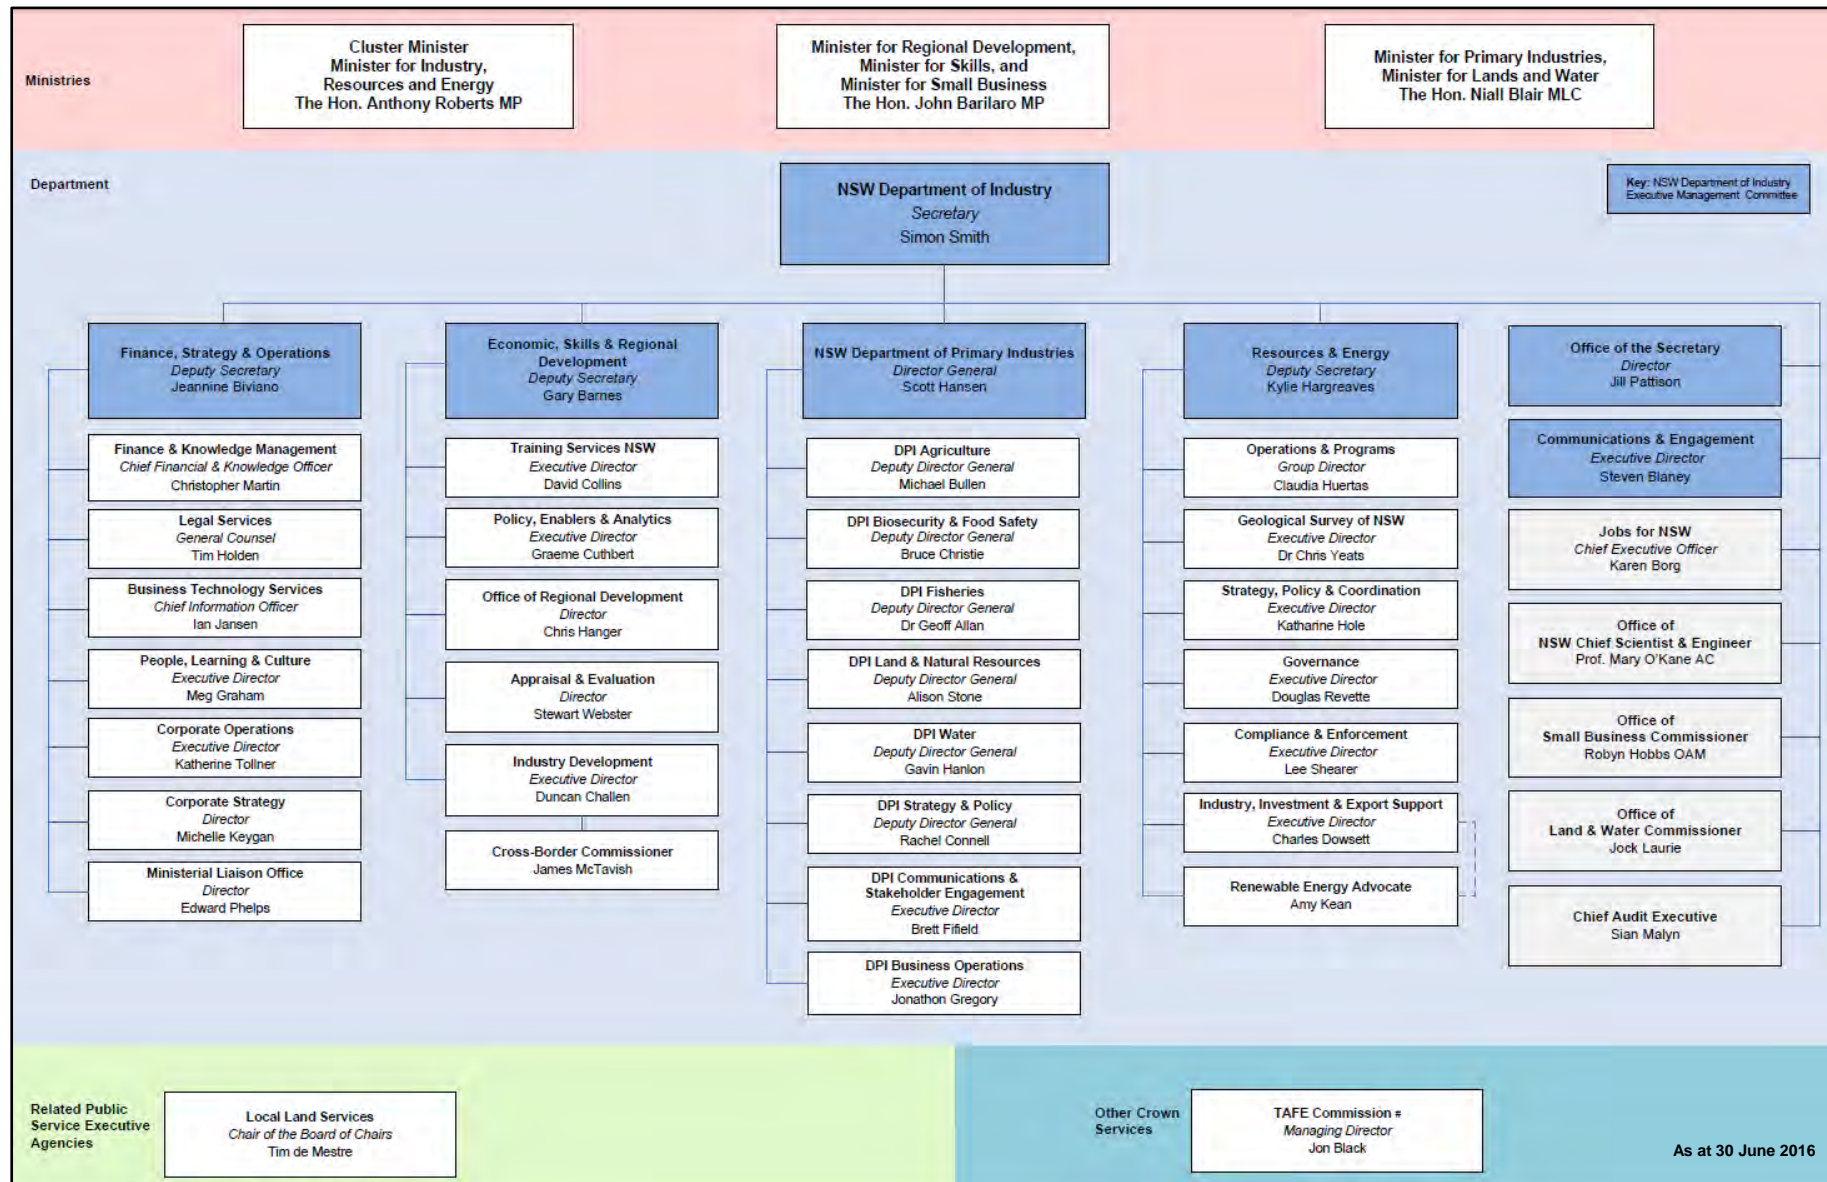 Ministries
Cluster Minister
Minister for Industry,
Resources and Energy
The Hon. Anthony Roberts MP
Minister for Regional Development,
Minister for Skills, and
Minister for Small Business
The Hon. John Barilaro MP
Minister for Primary Industries,
Minister for Lands and Water
The Hon. Niall Blair MLC
Department
NSW Department of Industry
Secretary
Simon Smith
Key: NSW Department of Industry
Executive Management Committee
Finance, Strategy & Operations
Deputy Secretary
Jeannine Biviano
Finance & Knowledge Management
Chief Financial & Knowledge Officer
Christopher Martin
Legal Services
General Counsel
Tim Holden
Business Technology Services
Chief Information Officer
Ian Jansen
People, Learning & Culture
Executive Director
Meg Graham
Corporate Operations
Executive Director
Katherine Tollner
Corporate Strategy
Director
Michelle Keygan
Ministerial Liaison Office
Director
Edward Phelps
Economic, Skills & Regional
Development
Deputy Secretary
Gary Barnes
Training Services NSW
Executive Director
David Collins
Policy, Enablers & Analytics
Executive Director
Graeme Cuthbert
Office of Regional Development
Director
Chris Hanger
Appraisal & Evaluation
Director
Stewart Webster
Industry Development
Executive Director
Duncan Challen
Cross-Border Commissioner
James McTavish
NSW Department of Primary Industries
Director General
Scott Hansen
DPI Agriculture
Deputy Director General
Michael Bullen
DPI Biosecurity & Food Safety
Deputy Director General
Bruce Christie
DPI Fisheries
Deputy Director General
Dr Geoff Allan
DPI Land & Natural Resources
Deputy Director General
Alison Stone
DPI Water
Deputy Director General
Gavin Hanlon
DPI Strategy & Policy
Deputy Director General
Rachel Connell
DPI Communications &
Stakeholder Engagement
Executive Director
Brett Fifield
DPI Business Operations
Executive Director
Jonathon Gregory
Resources & Energy
Deputy Secretary
Kylie Hargreaves
Operations & Programs
Group Director
Claudia Huertas
Geological Survey of NSW
Executive Director
Dr Chris Yeats
Strategy, Policy & Coordination
Executive Director
Katharine Hole
Governance
Executive Director
Douglas Revette
Compliance & Enforcement
Executive Director
Lee Shearer
Industry, Investment & Export Support
Executive Director
Charles Dowsett
Renewable Energy Advocate
Amy Kean
Office of the Secretary
Director
Jill Pattison
Communications & Engagement
Executive Director
Steven Blaney
Jobs for NSW
Chief Executive Officer
Karen Borg
Office of
NSW Chief Scientist & Engineer
Prof. Mary O'Kane AC
Office of
Small Business Commissioner
Robyn Hobbs OAM
Office of
Land & Water Commissioner
Jock Laurie
Chief Audit Executive
Sian Malyn
Related Public
Service Executive
Agencies
Local Land Services
Chair of the Board of Chairs
Tim de Mestre
Other Crown
Services
TAFE Commission #
Managing Director
Jon Black
As at 30 June 2016